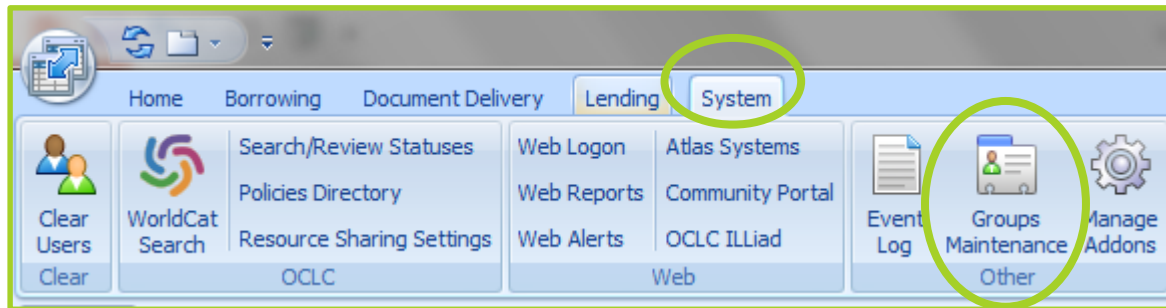 Home Borrowing Document Delivery Lending System
Search/Review Statuses Web Logon Atlas Systems
Policies Directory Web Reports Community Portal
Clear Users
WorldCat Search
Resource Sharing Settings Web Alerts OCLC ILLiad
Event Log
Groups Maintenance
Manage Addons
Clear OCLC Web Other